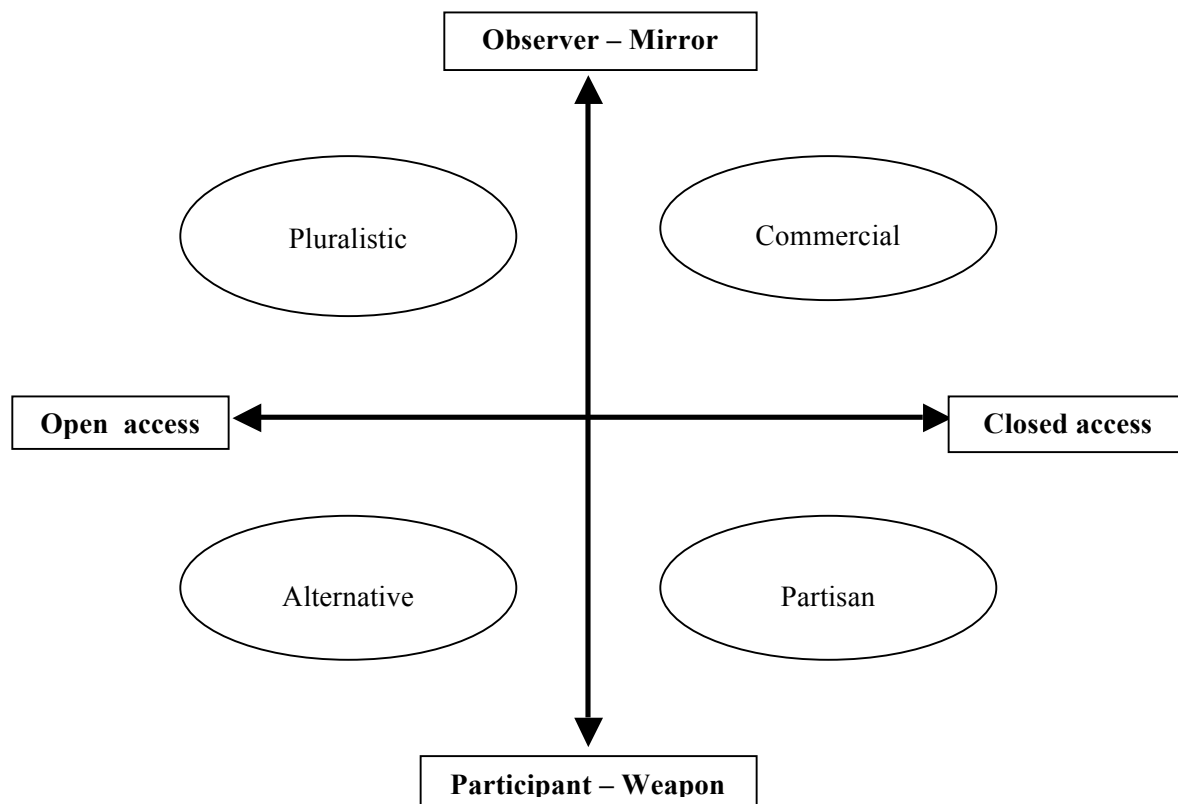 Observer – Mirror
Pluralistic
Commercial
Open access
Closed access
Alternative
Partisan
Participant – Weapon